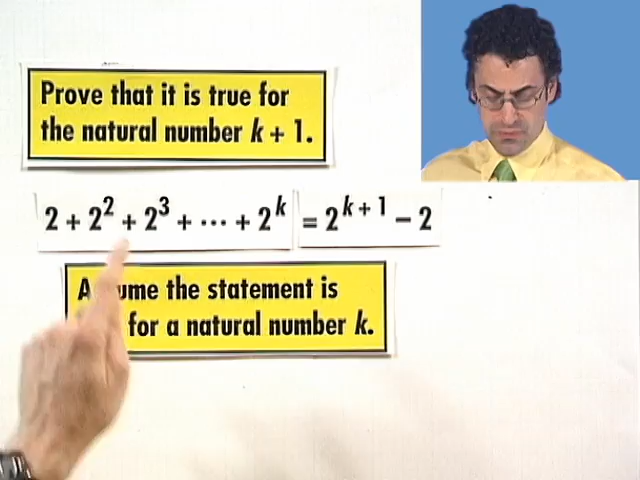 Prove that it is true for
the natural number k + 1.
2 + 2² + 2³ + ··· + 2ᵏ = 2ᵏ⁺¹ − 2
the statement is
for a natural number k.